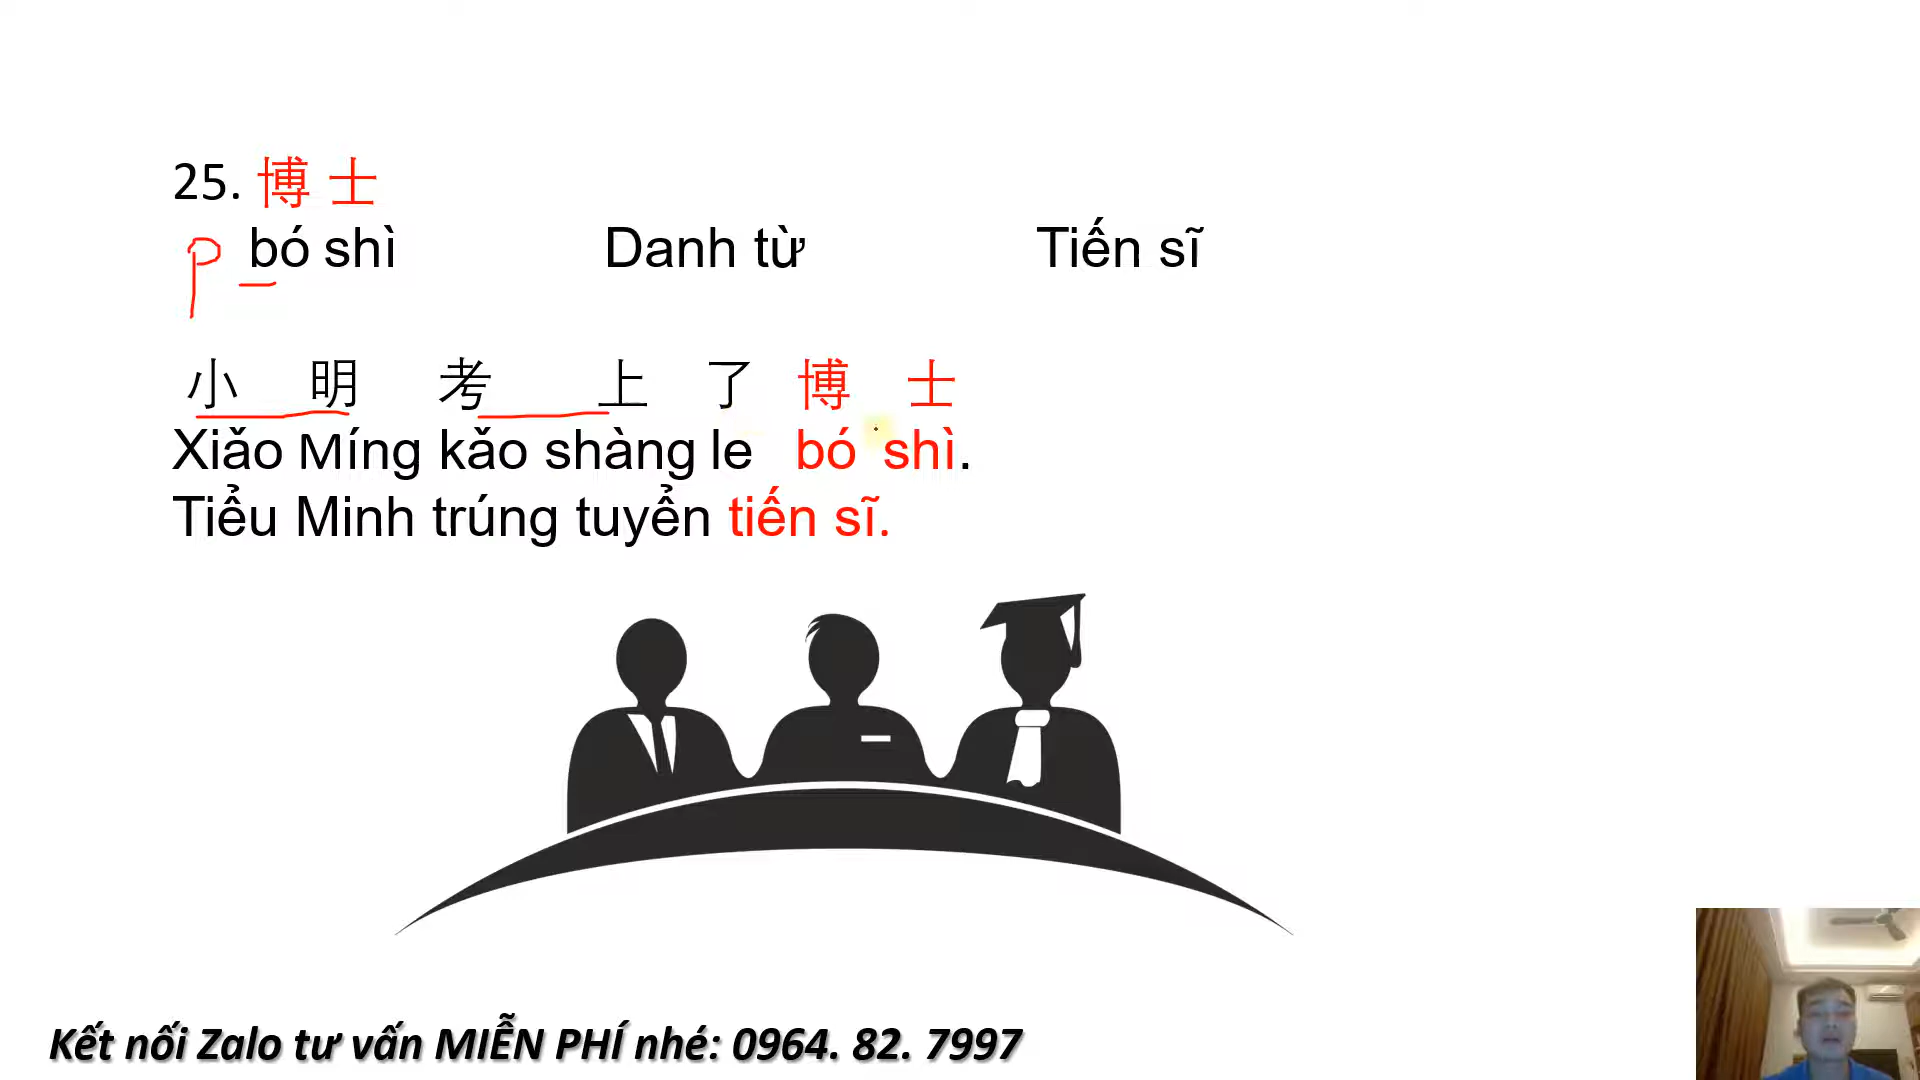 25. 博 士
p bó shì Danh từ Tiến sĩ
小 明 考 上 了 博 士
Xiǎo Míng kǎo shàng le bó shì.
Tiểu Minh trúng tuyển tiến sĩ.
Kết nối Zalo tư vấn MIỄN PHÍ nhé: 0964. 82. 7997